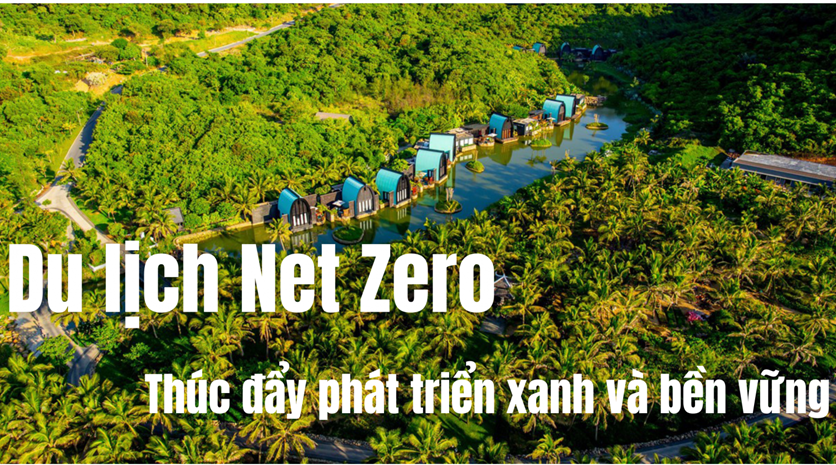 Du lịch Net Zero
Thúc đẩy phát triển xanh và bền vững